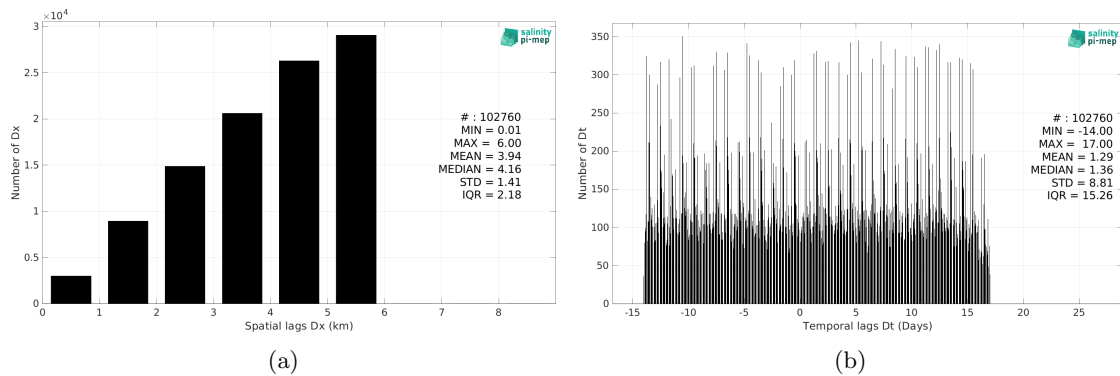 ×10⁴
3
2.5
2
1.5
1
0.5
0
Number of Dx
0 1 2 3 4 5 6 7 8
Spatial lags Dx (km)
salinity
pi-mep
# : 102760
MIN = 0.01
MAX = 6.00
MEAN = 3.94
MEDIAN = 4.16
STD = 1.41
IQR = 2.18
(a)
350
300
250
200
150
100
50
0
Number of Dt
-15 -10 -5 0 5 10 15 20 25
Temporal lags Dt (Days)
salinity
pi-mep
# : 102760
MIN = -14.00
MAX = 17.00
MEAN = 1.29
MEDIAN = 1.36
STD = 8.81
IQR = 15.26
(b)